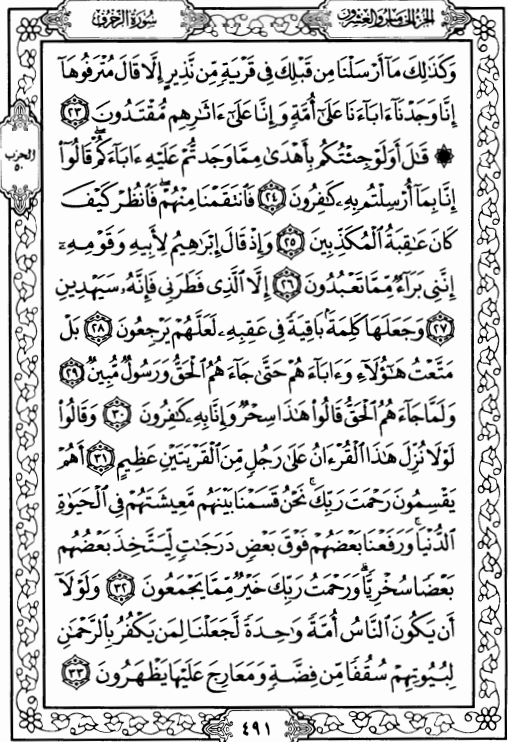 الجزء الخامس والعشرون
سورة الزخرف
وَكَذَٰلِكَ مَآ أَرْسَلْنَا مِن قَبْلِكَ فِى قَرْيَةٍ مِّن نَّذِيرٍ إِلَّا قَالَ مُتْرَفُوهَآ
إِنَّا وَجَدْنَآ ءَابَآءَنَا عَلَىٰٓ أُمَّةٍ وَإِنَّا عَلَىٰٓ ءَاثَٰرِهِم مُّقْتَدُونَ ٢٣
۞ قَٰلَ أَوَلَوْ جِئْتُكُم بِأَهْدَىٰ مِمَّا وَجَدتُّمْ عَلَيْهِ ءَابَآءَكُمْ ۖ قَالُوٓا۟
إِنَّا بِمَآ أُرْسِلْتُم بِهِۦ كَٰفِرُونَ ٢٤ فَٱنتَقَمْنَا مِنْهُمْ ۖ فَٱنظُرْ كَيْفَ
كَانَ عَٰقِبَةُ ٱلْمُكَذِّبِينَ ٢٥ وَإِذْ قَالَ إِبْرَٰهِيمُ لِأَبِيهِ وَقَوْمِهِۦٓ
إِنَّنِى بَرَآءٌ مِّمَّا تَعْبُدُونَ ٢٦ إِلَّا ٱلَّذِى فَطَرَنِى فَإِنَّهُۥ سَيَهْدِينِ
٢٧ وَجَعَلَهَا كَلِمَةًۢ بَاقِيَةً فِى عَقِبِهِۦ لَعَلَّهُمْ يَرْجِعُونَ ٢٨ بَلْ
مَتَّعْتُ هَٰٓؤُلَآءِ وَءَابَآءَهُمْ حَتَّىٰ جَآءَهُمُ ٱلْحَقُّ وَرَسُولٌ مُّبِينٌ ٢٩
وَلَمَّا جَآءَهُمُ ٱلْحَقُّ قَالُوا۟ هَٰذَا سِحْرٌ وَإِنَّا بِهِۦ كَٰفِرُونَ ٣٠ وَقَالُوا۟
لَوْلَا نُزِّلَ هَٰذَا ٱلْقُرْءَانُ عَلَىٰ رَجُلٍ مِّنَ ٱلْقَرْيَتَيْنِ عَظِيمٍ ٣١ أَهُمْ
يَقْسِمُونَ رَحْمَتَ رَبِّكَ ۚ نَحْنُ قَسَمْنَا بَيْنَهُم مَّعِيشَتَهُمْ فِى ٱلْحَيَوٰةِ
ٱلدُّنْيَا ۚ وَرَفَعْنَا بَعْضَهُمْ فَوْقَ بَعْضٍ دَرَجَٰتٍ لِّيَتَّخِذَ بَعْضُهُم
بَعْضًا سُخْرِيًّا ۗ وَرَحْمَتُ رَبِّكَ خَيْرٌ مِّمَّا يَجْمَعُونَ ٣٢ وَلَوْلَآ
أَن يَكُونَ ٱلنَّاسُ أُمَّةً وَٰحِدَةً لَّجَعَلْنَا لِمَن يَكْفُرُ بِٱلرَّحْمَٰنِ
لِبُيُوتِهِمْ سُقُفًا مِّن فِضَّةٍ وَمَعَارِجَ عَلَيْهَا يَظْهَرُونَ ٣٣
الحزب
٥٠
٤٩١